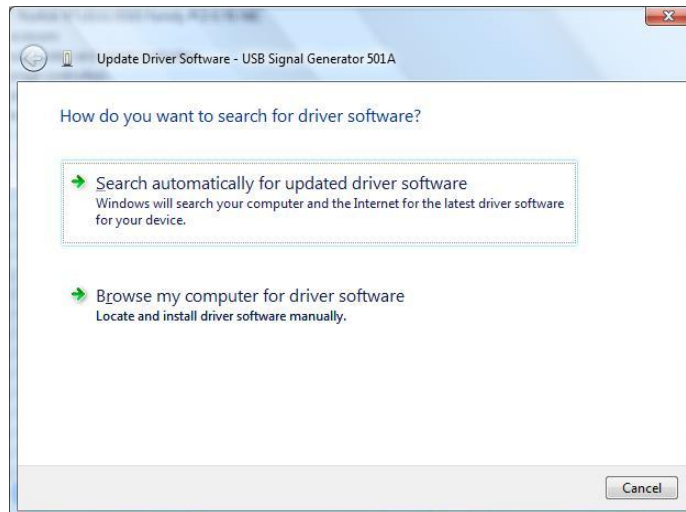 Update Driver Software - USB Signal Generator 501A
How do you want to search for driver software?
Search automatically for updated driver software
Windows will search your computer and the Internet for the latest driver software
for your device.
Browse my computer for driver software
Locate and install driver software manually.
Cancel